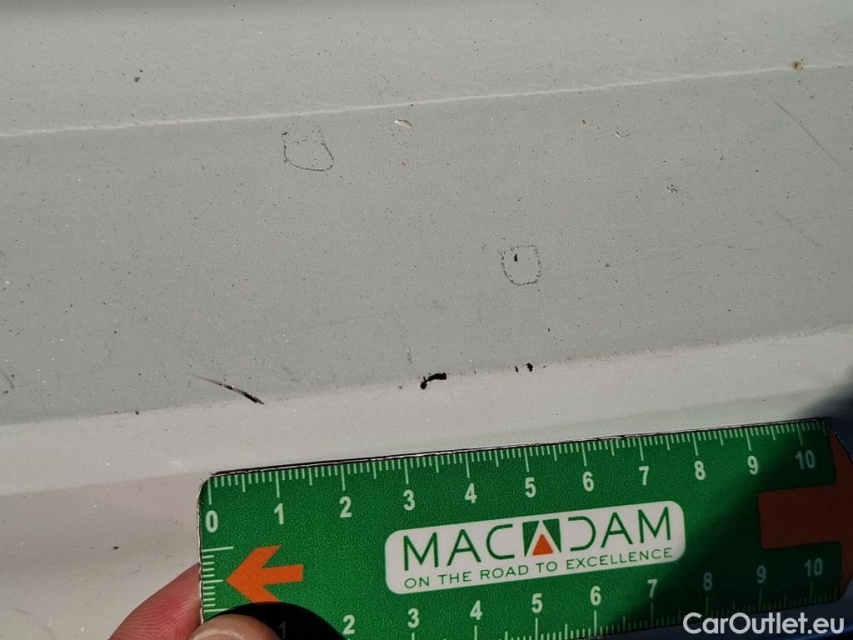 0 1 2 3 4 5 6 7 8 9 10
MACADAM
ON THE ROAD TO EXCELLENCE
1 2 3 4 5 6 7 8 9 10
CarOutlet.eu